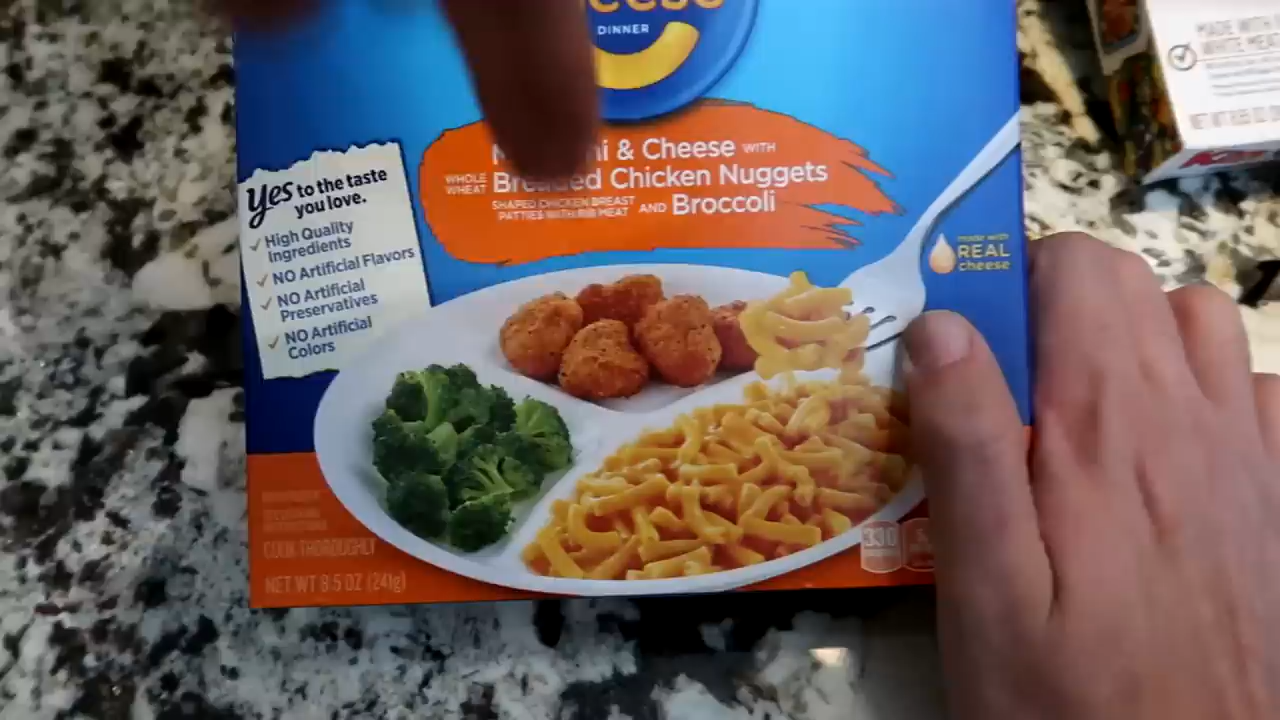 DINNER
& Cheese WITH
WHOLE WHEAT Breaded Chicken Nuggets
SHAPED CHICKEN BREAST
PATTIES WITH RIB MEAT AND Broccoli
Yes to the taste
you love.
✓ High Quality
Ingredients
✓ NO Artificial Flavors
✓ NO Artificial
Preservatives
✓ NO Artificial
Colors
made with
REAL
cheese
COOK THOROUGHLY
NET WT 8.5 OZ (241g)
330
MADE WITH
WHITE MEAT